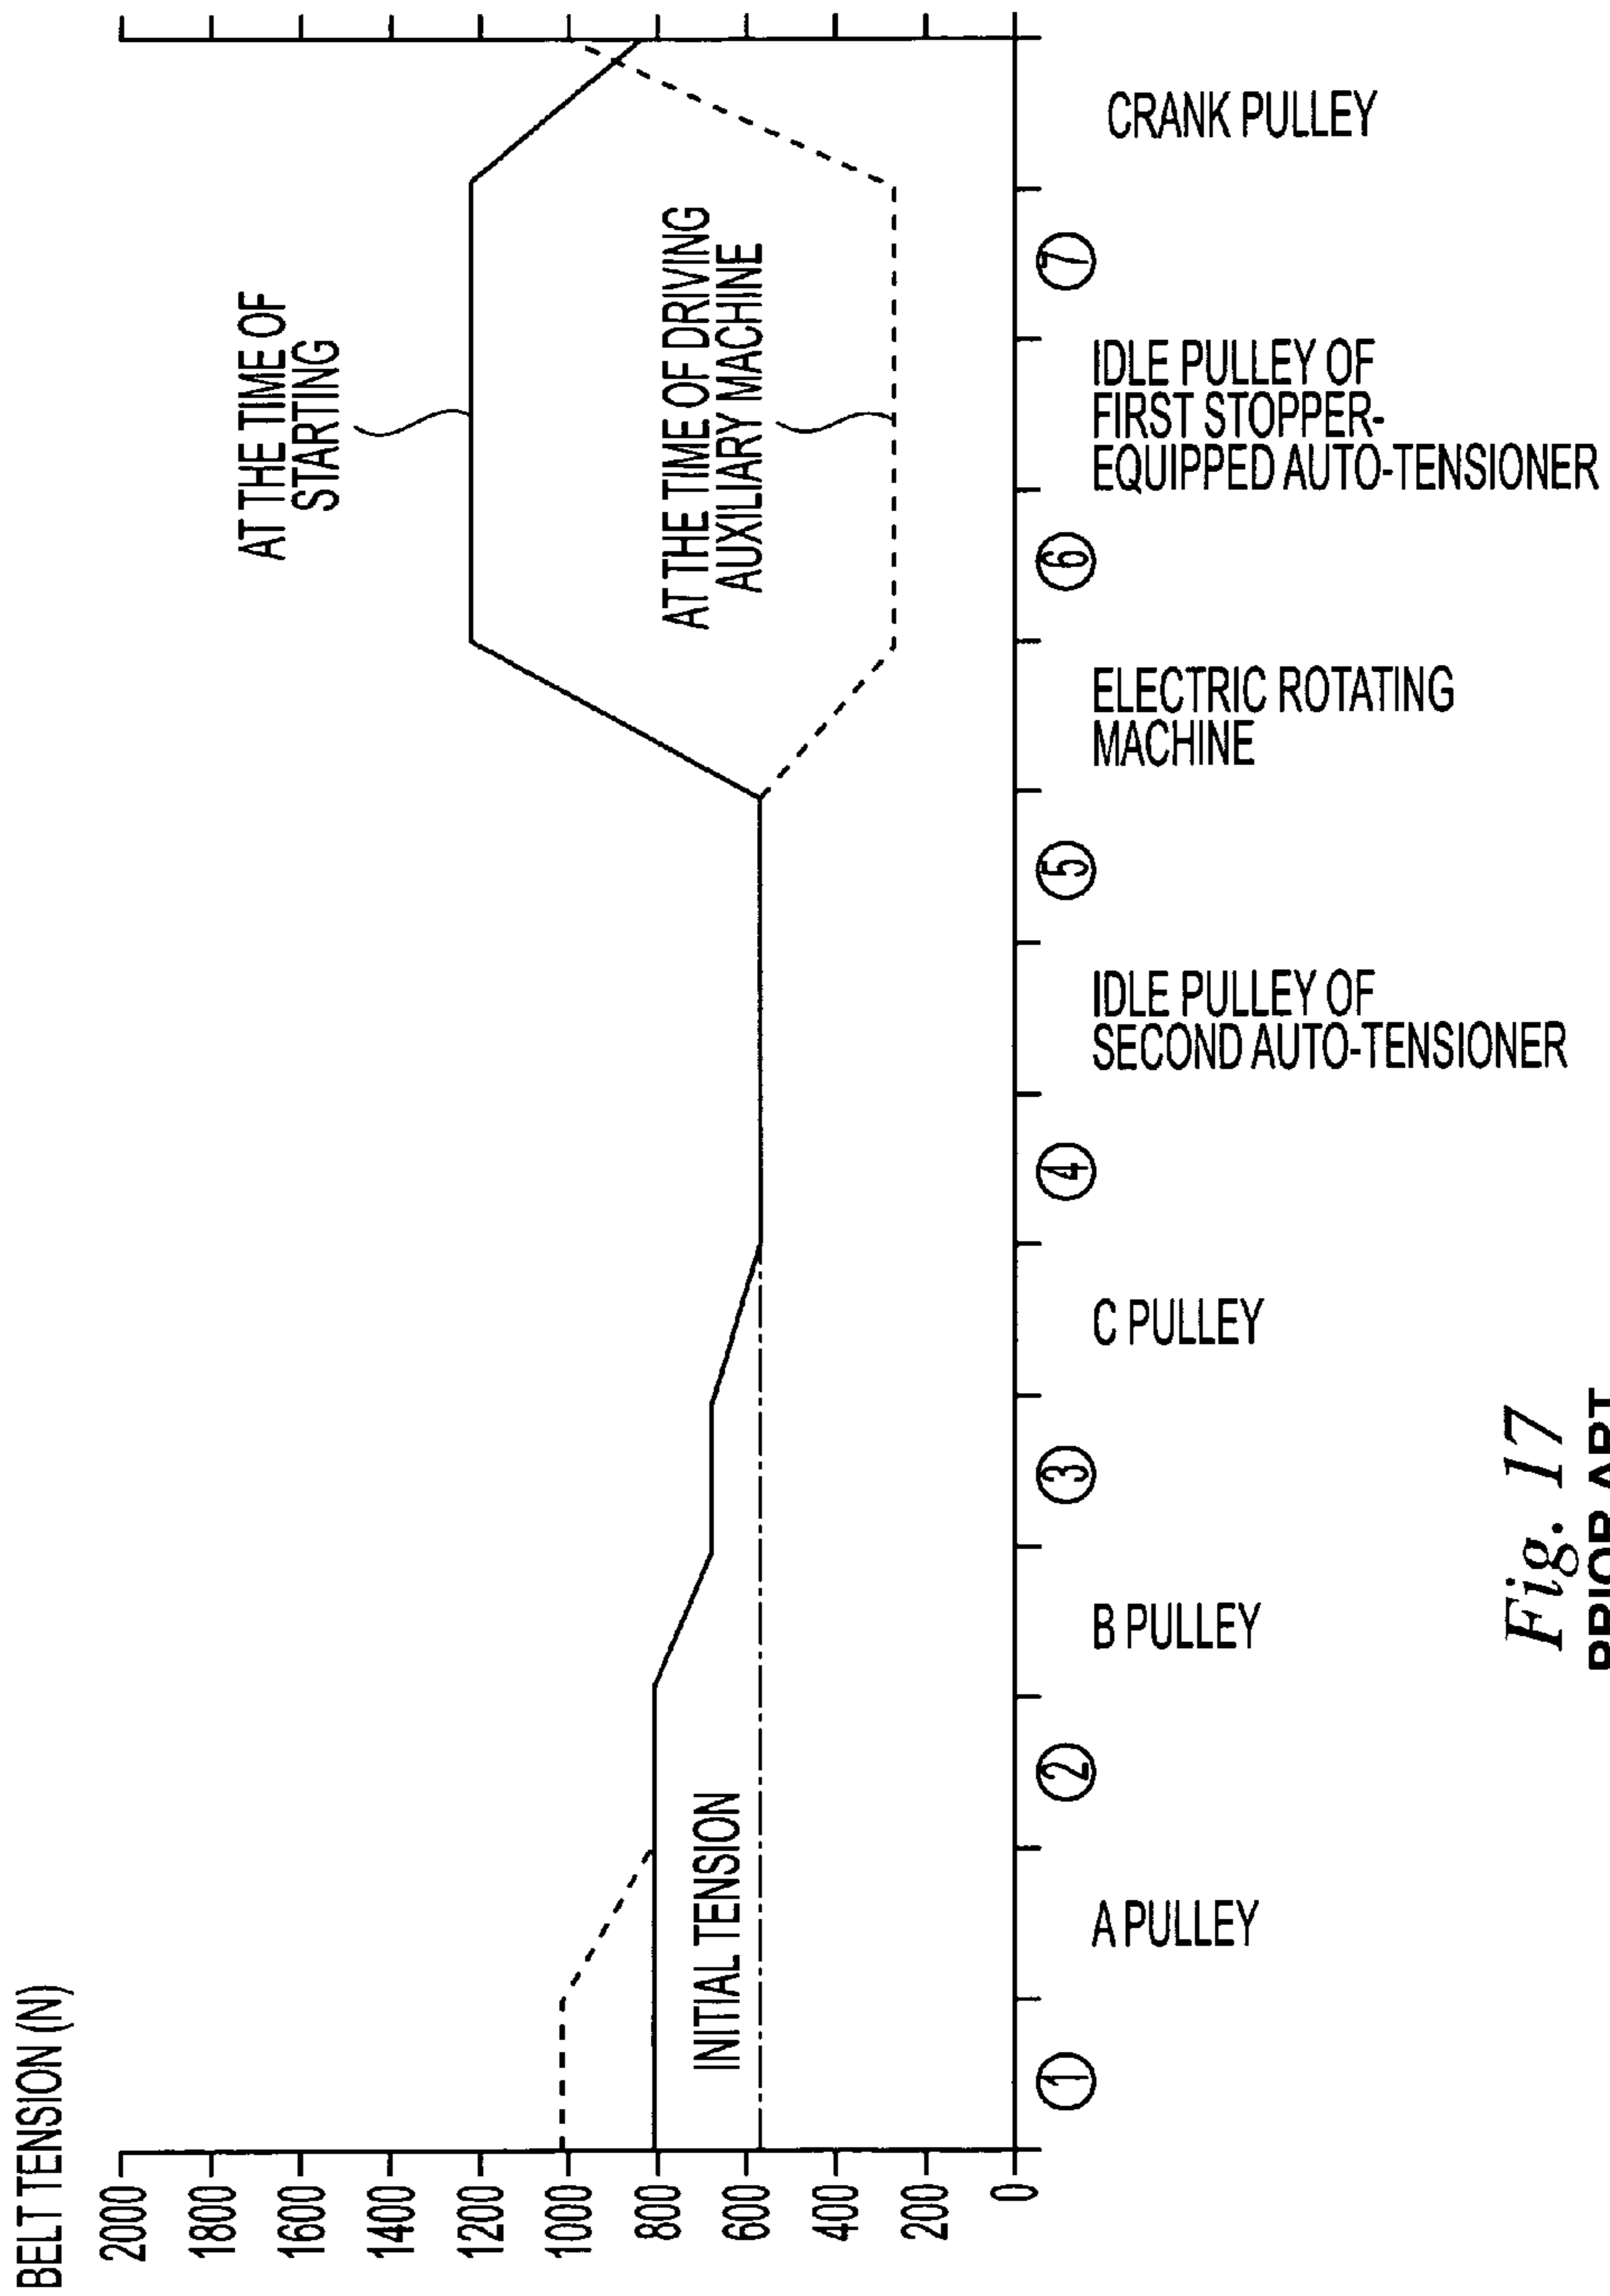 BELT TENSION (N)
2000
1800
1600
1400
1200
1000
800
600
400
200
0
AT THE TIME OF
STARTING
AT THE TIME OF DRIVING
AUXILIARY MACHINE
INITIAL TENSION
1
A PULLEY
2
B PULLEY
3
C PULLEY
4
IDLE PULLEY OF
SECOND AUTO-TENSIONER
5
ELECTRIC ROTATING
MACHINE
6
IDLE PULLEY OF
FIRST STOPPER-
EQUIPPED AUTO-TENSIONER
7
CRANK PULLEY
Fig. 17
PRIOR ART